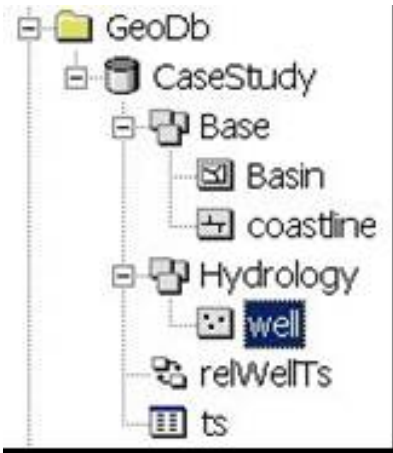 GeoDb
CaseStudy
Base
Basin
coastline
Hydrology
well
relWellTs
ts